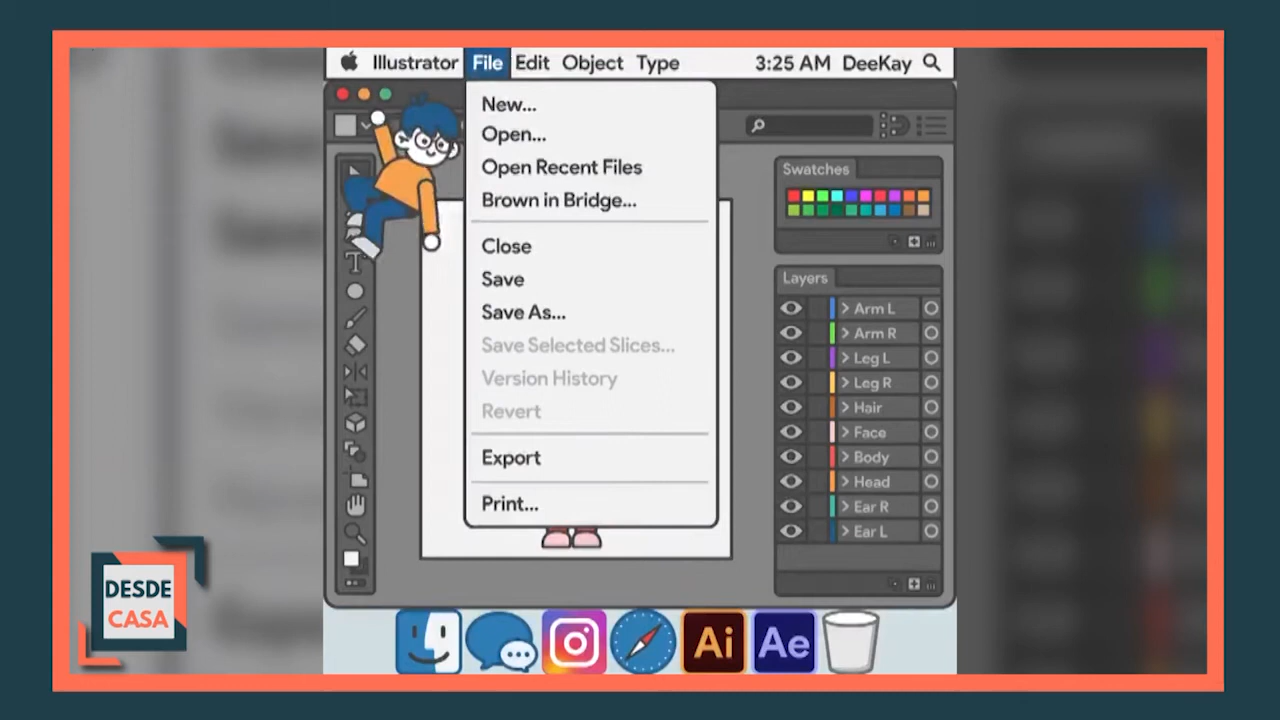 Illustrator File Edit Object Type 3:25 AM DeeKay
New...
Open...
Open Recent Files
Brown in Bridge...
Close
Save
Save As...
Save Selected Slices...
Version History
Revert
Export
Print...
T
Swatches
Layers
Arm L
Arm R
Leg L
Leg R
Hair
Face
Body
Head
Ear R
Ear L
Ai
Ae
DESDE
CASA